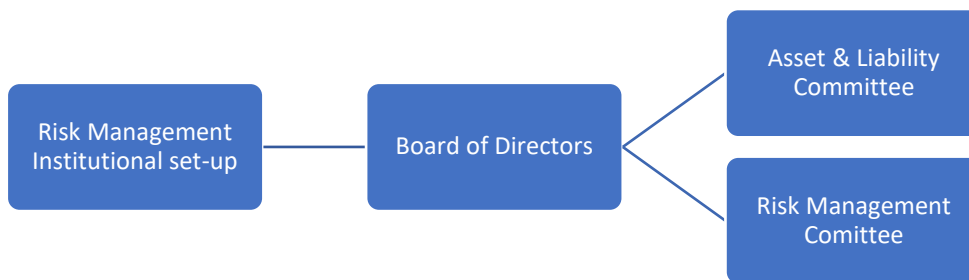 Risk Management
Institutional set-up
Board of Directors
Asset & Liability
Committee
Risk Management
Comittee